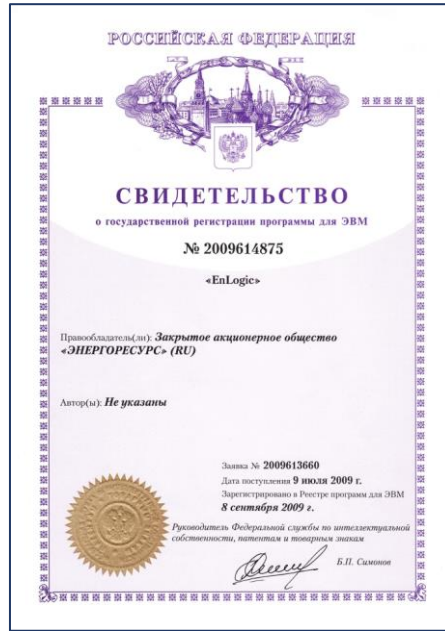 РОССИЙСКАЯ ФЕДЕРАЦИЯ
СВИДЕТЕЛЬСТВО
о государственной регистрации программы для ЭВМ
№ 2009614875
«EnLogic»
Правообладатель(ли): Закрытое акционерное общество
«ЭНЕРГОРЕСУРС» (RU)
Автор(ы): Не указаны
Заявка № 2009613660
Дата поступления 9 июля 2009 г.
Зарегистрировано в Реестре программ для ЭВМ
8 сентября 2009 г.
Руководитель Федеральной службы по интеллектуальной
собственности, патентам и товарным знакам
Б.П. Симонов